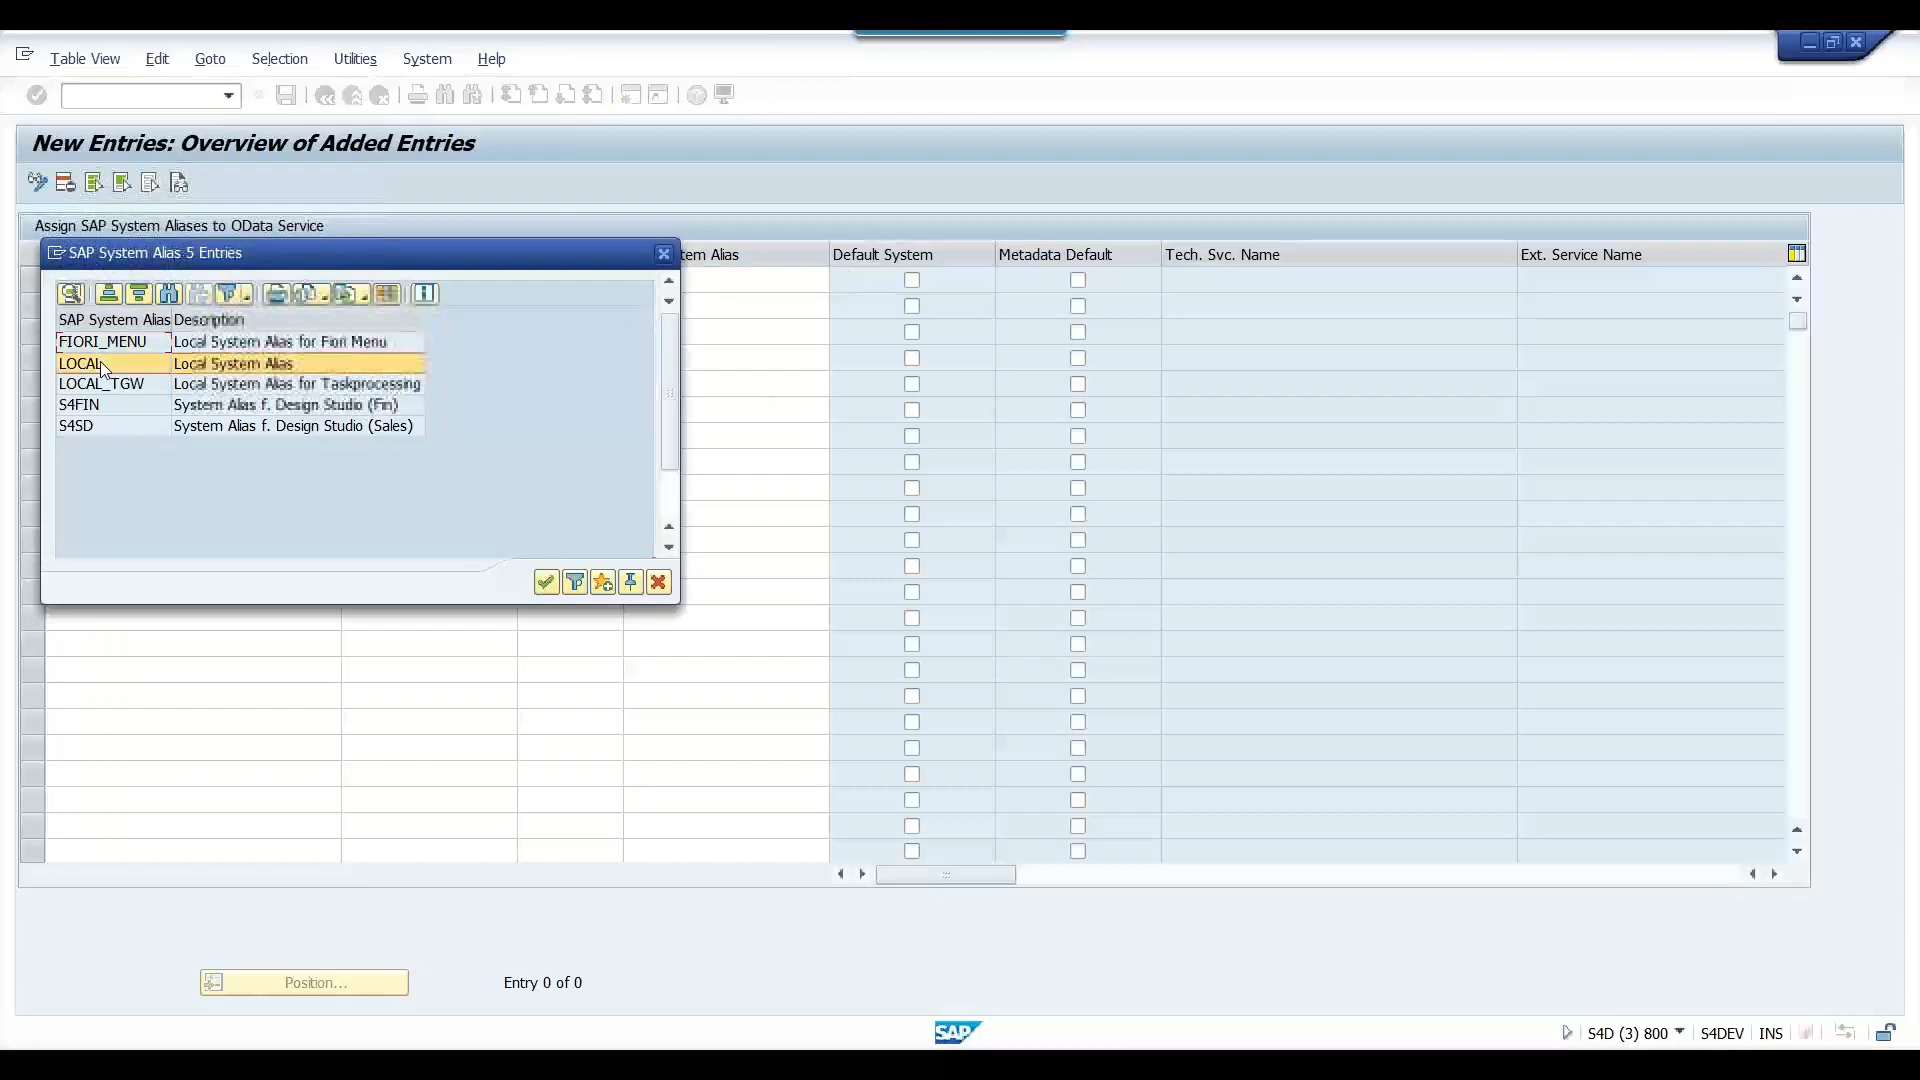 Table View Edit Goto Selection Utilities System Help
New Entries: Overview of Added Entries
Assign SAP System Aliases to OData Service
SAP System Alias 5 Entries
tem Alias Default System Metadata Default Tech. Svc. Name Ext. Service Name
SAP System Alias Description
FIORI_MENU Local System Alias for Fiori Menu
LOCAL Local System Alias
LOCAL_TGW Local System Alias for Taskprocessing
S4FIN System Alias f. Design Studio (Fin)
S4SD System Alias f. Design Studio (Sales)
Position... Entry 0 of 0
SAP S4D (3) 800 S4DEV INS